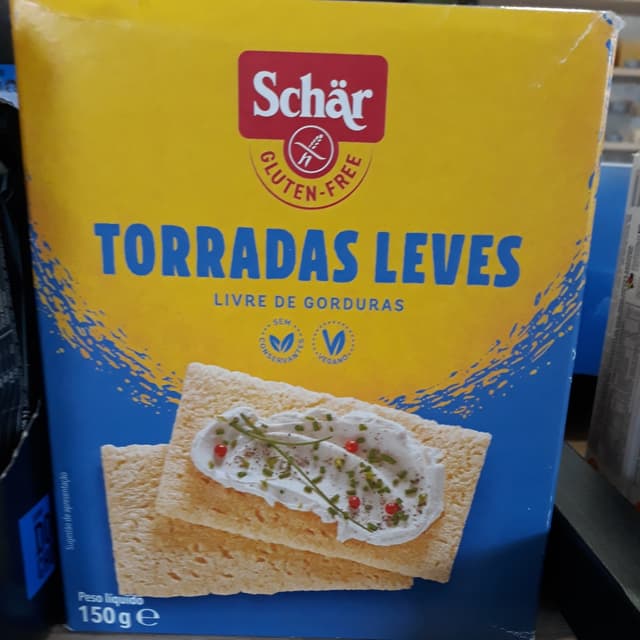 Schär
GLUTEN-FREE
TORRADAS LEVES
LIVRE DE GORDURAS
SEM
CONSERVANTES
VEGANO
Sugestão de apresentação
Peso líquido
150g e